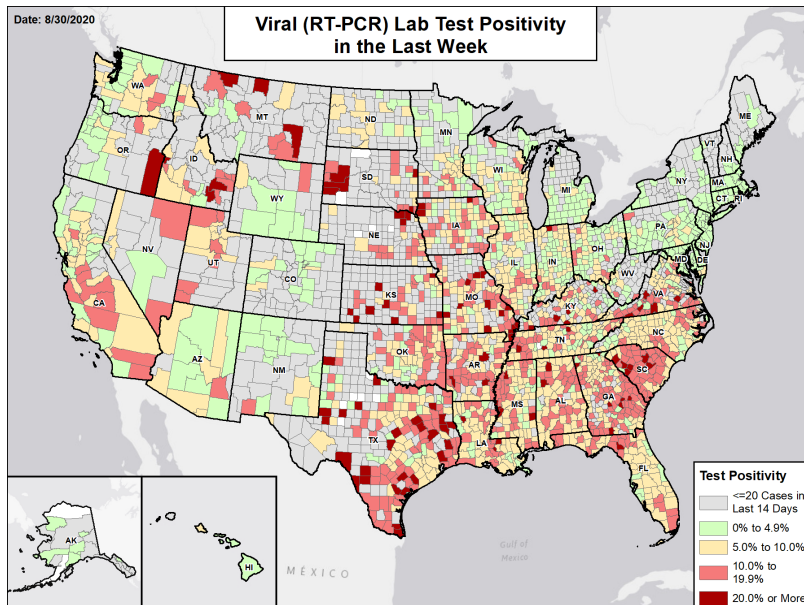 Date: 8/30/2020
Viral (RT-PCR) Lab Test Positivity
in the Last Week
WA
MT
ND
MN
ME
VT
NH
OR
ID
SD
WI
MI
NY
MA
CT
RI
WY
NE
IA
PA
NJ
NV
UT
CO
IL
IN
OH
MD
DE
WV
CA
KS
MO
KY
VA
AZ
NM
OK
AR
TN
NC
SC
MS
AL
GA
TX
LA
FL
AK
HI
MÉXICO
Gulf of
Mexico
Test Positivity
<=20 Cases in
Last 14 Days
0% to 4.9%
5.0% to 10.0%
10.0% to
19.9%
20.0% or More